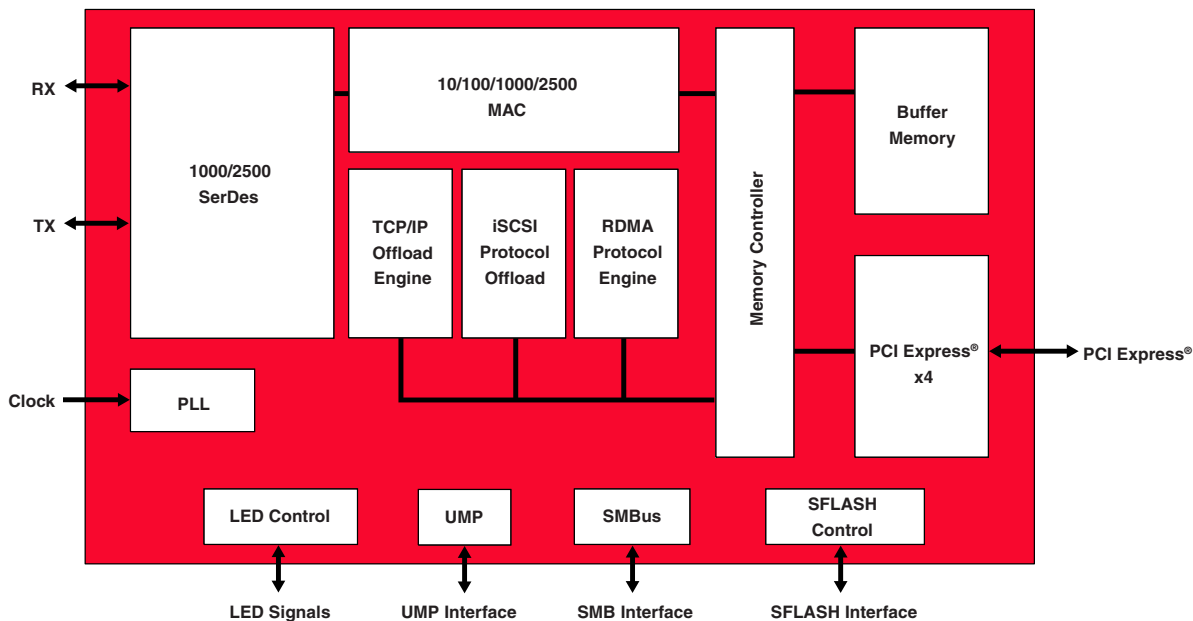 RX
TX
Clock
1000/2500
SerDes
10/100/1000/2500
MAC
TCP/IP
Offload
Engine
iSCSI
Protocol
Offload
RDMA
Protocol
Engine
Memory Controller
Buffer
Memory
PCI Express®
x4
PCI Express®
PLL
LED Control
UMP
SMBus
SFLASH
Control
LED Signals
UMP Interface
SMB Interface
SFLASH Interface